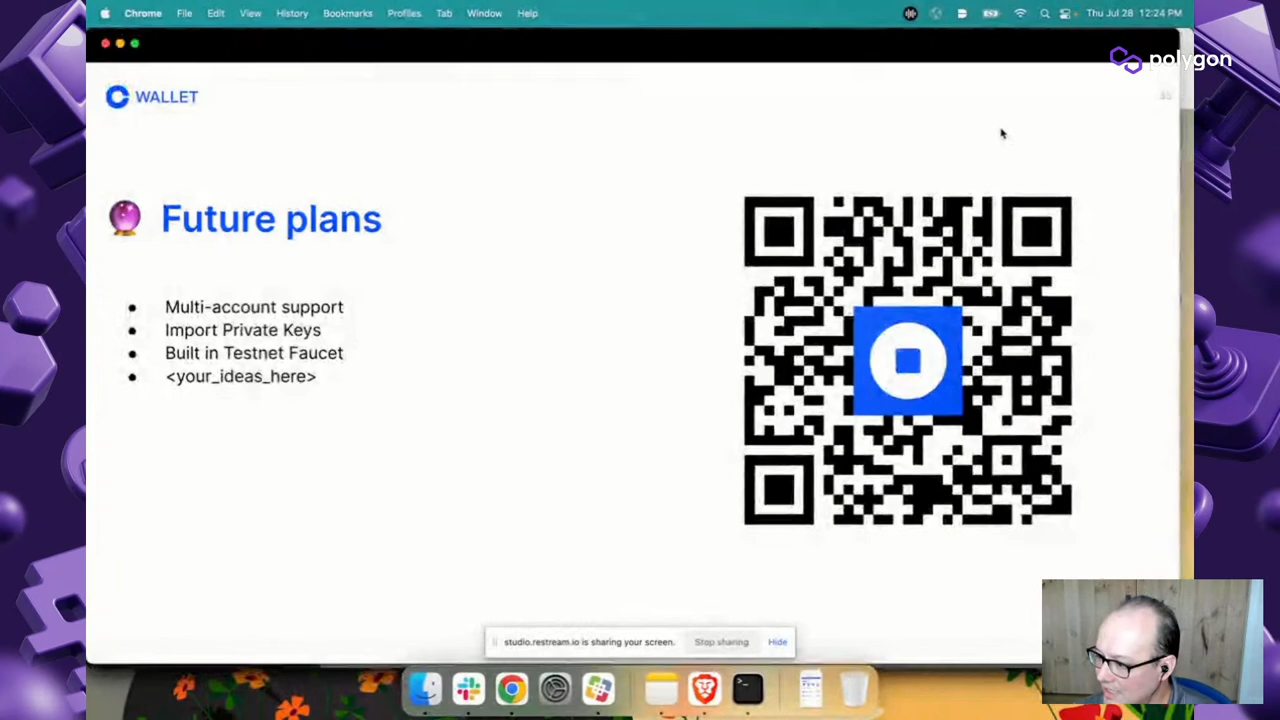 Chrome File Edit View History Bookmarks Profiles Tab Window Help Thu Jul 28 12:24 PM
polygon
WALLET
Future plans
Multi-account support
Import Private Keys
Built in Testnet Faucet
<your_ideas_here>
studio.restream.io is sharing your screen. Stop sharing Hide